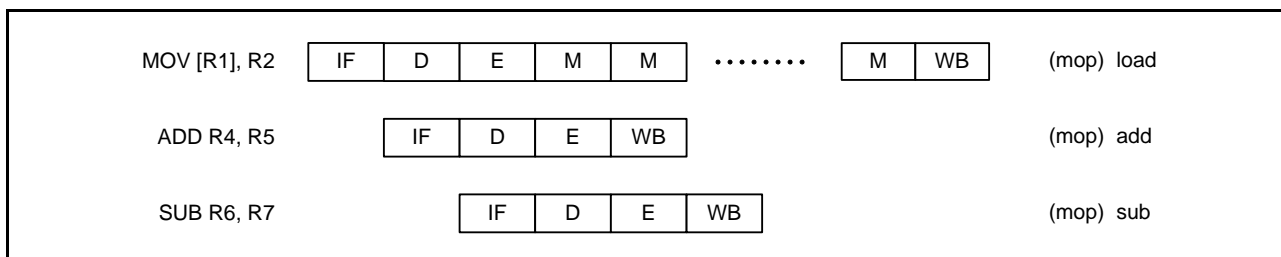 MOV [R1], R2 IF D E M M ········ M WB (mop) load
ADD R4, R5 IF D E WB (mop) add
SUB R6, R7 IF D E WB (mop) sub